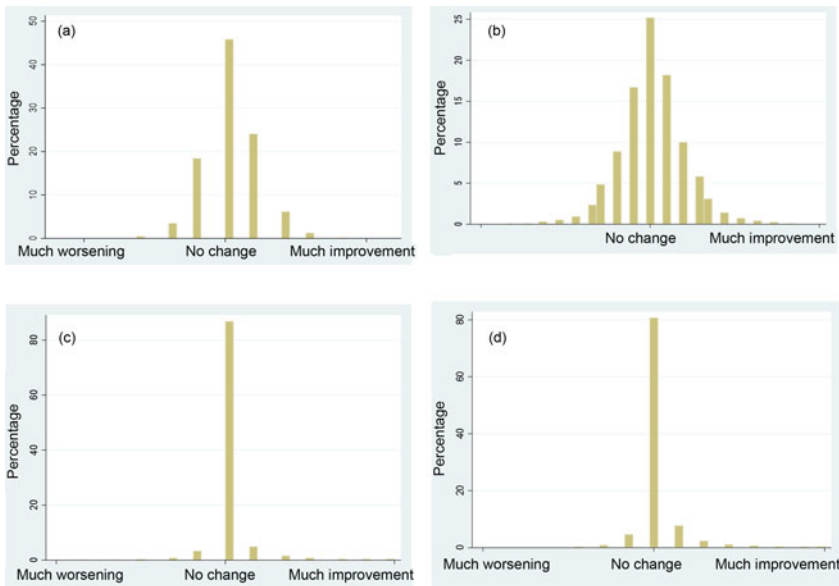 (a)
Percentage
50
40
30
20
10
0
Much worsening No change Much improvement
(b)
Percentage
25
20
15
10
5
0
No change Much improvement
(c)
Percentage
80
60
40
20
0
Much worsening No change Much improvement
(d)
Percentage
80
60
40
20
0
Much worsening No change Much improvement